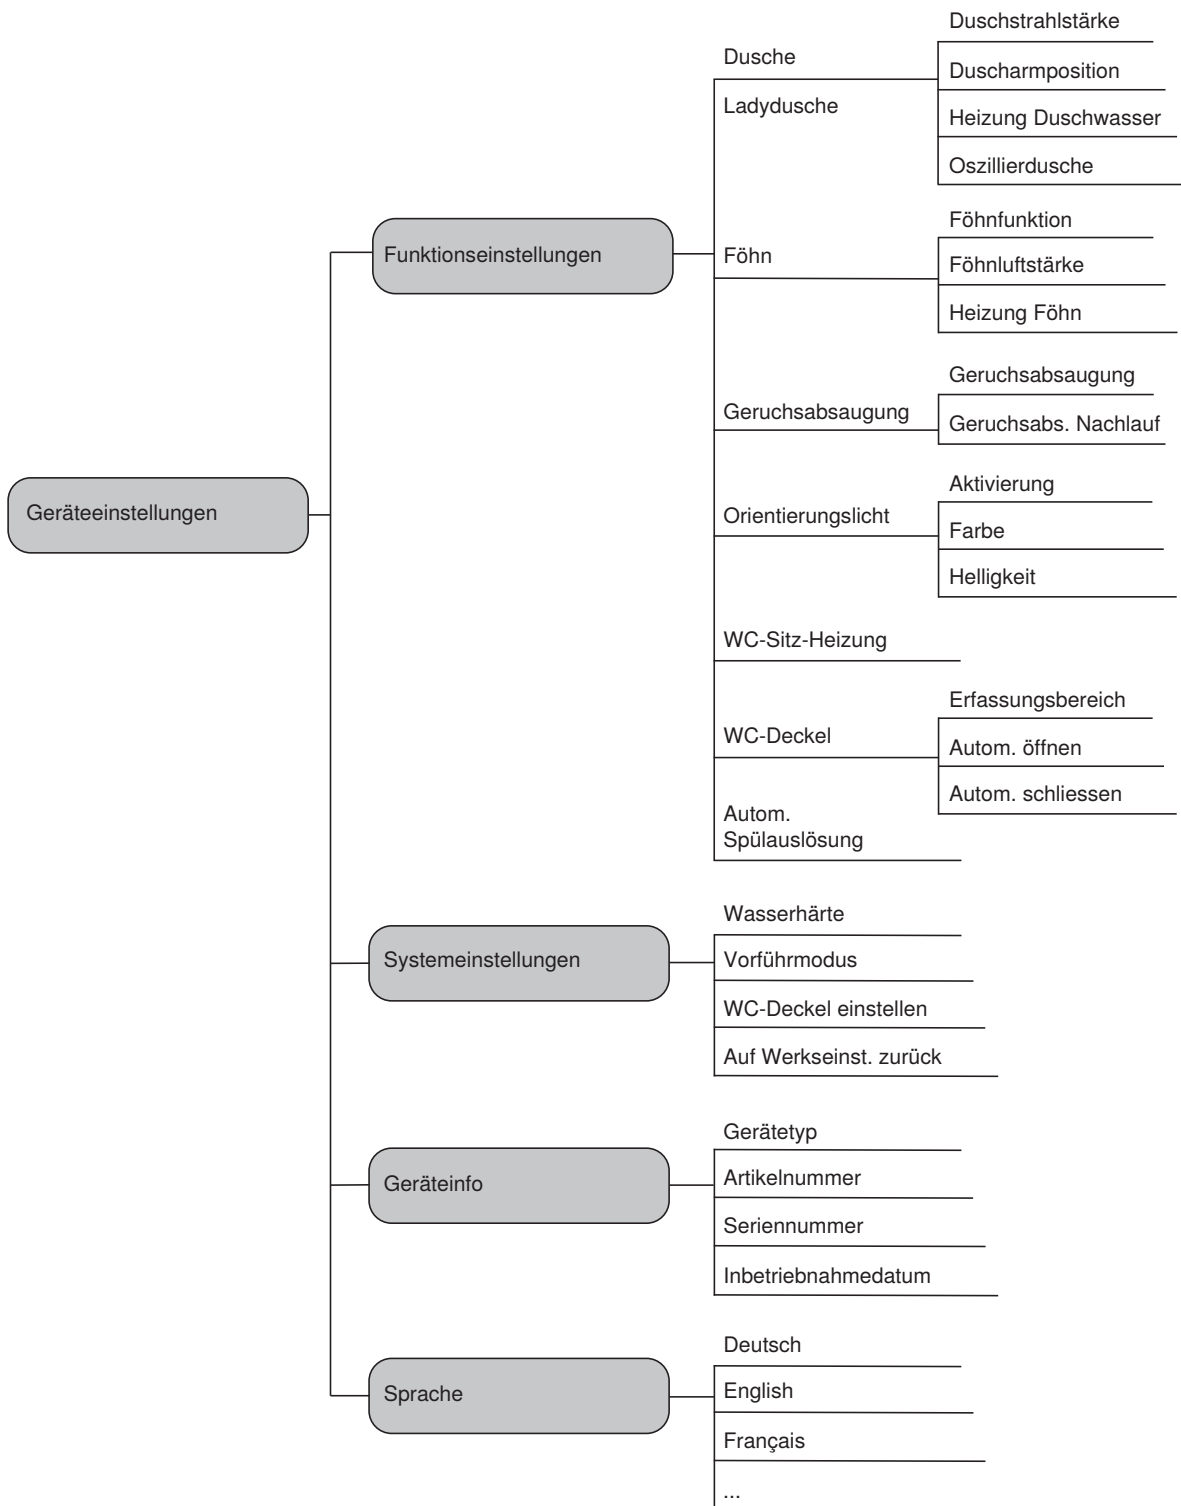 Geräteeinstellungen
Funktionseinstellungen
Dusche
Ladydusche
Duschstrahlstärke
Duscharmposition
Heizung Duschwasser
Oszillierdusche
Föhn
Föhnfunktion
Föhnluftstärke
Heizung Föhn
Geruchsabsaugung
Geruchsabsaugung
Geruchsabs. Nachlauf
Orientierungslicht
Aktivierung
Farbe
Helligkeit
WC-Sitz-Heizung
WC-Deckel
Erfassungsbereich
Autom. öffnen
Autom. schliessen
Autom.
Spülauslösung
Systemeinstellungen
Wasserhärte
Vorführmodus
WC-Deckel einstellen
Auf Werkseinst. zurück
Geräteinfo
Gerätetyp
Artikelnummer
Seriennummer
Inbetriebnahmedatum
Sprache
Deutsch
English
Français
...